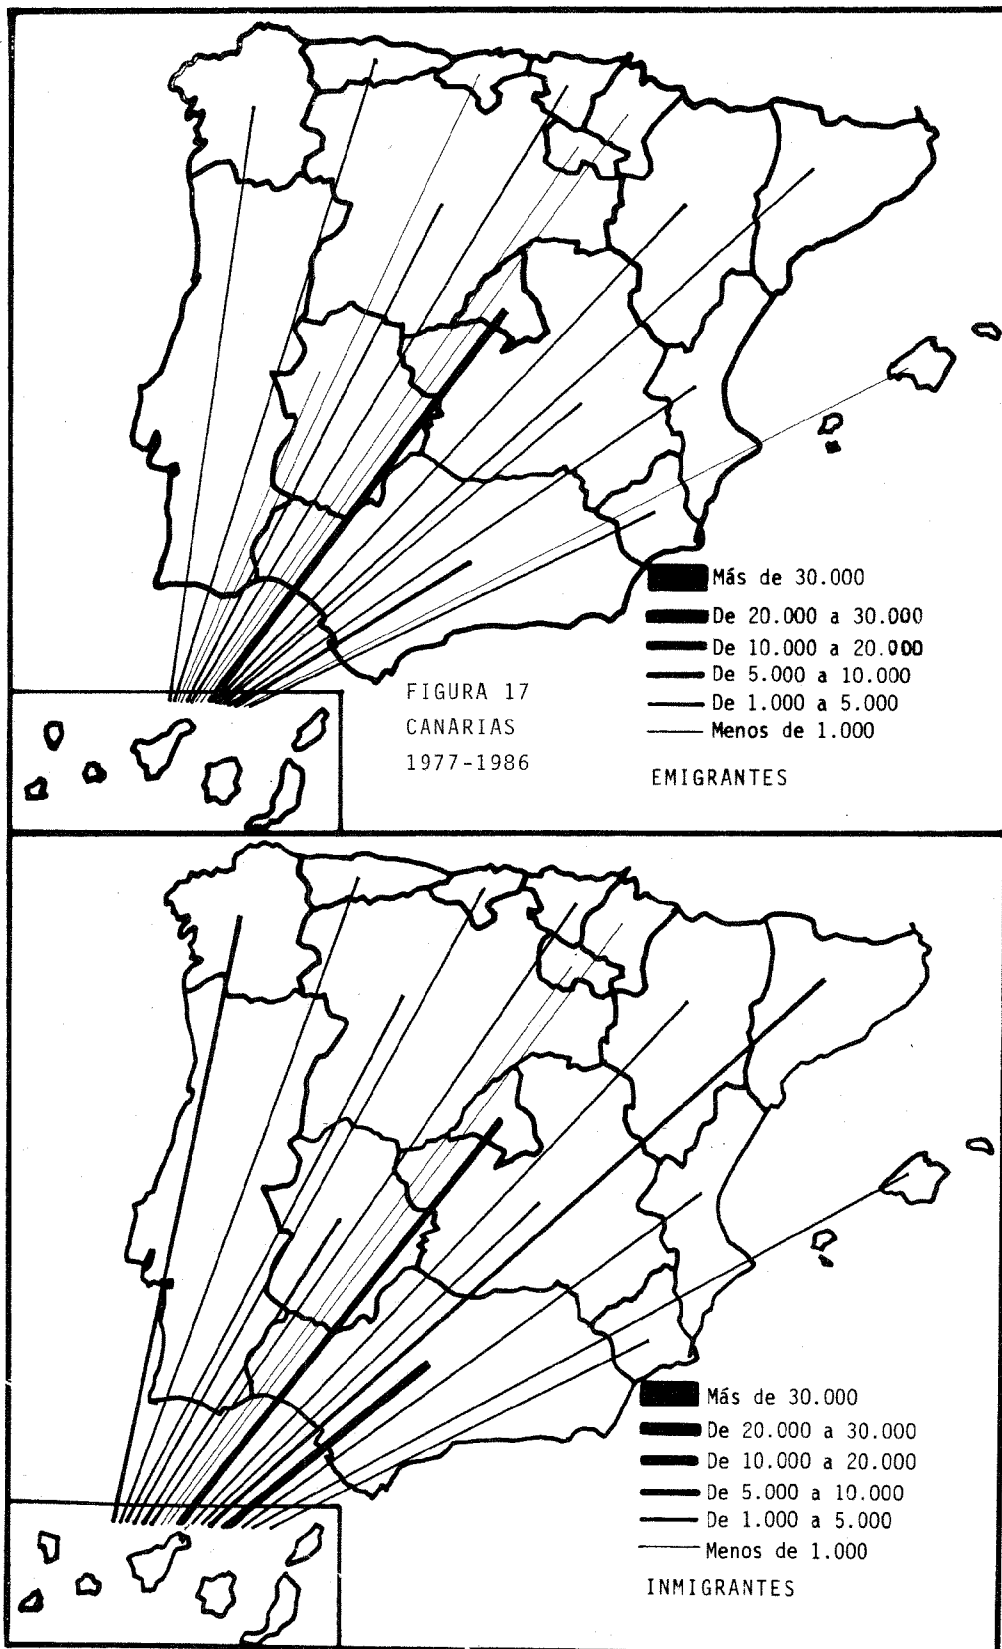 Más de 30.000
De 20.000 a 30.000
De 10.000 a 20.000
De 5.000 a 10.000
De 1.000 a 5.000
Menos de 1.000
EMIGRANTES
FIGURA 17
CANARIAS
1977-1986
Más de 30.000
De 20.000 a 30.000
De 10.000 a 20.000
De 5.000 a 10.000
De 1.000 a 5.000
Menos de 1.000
INMIGRANTES